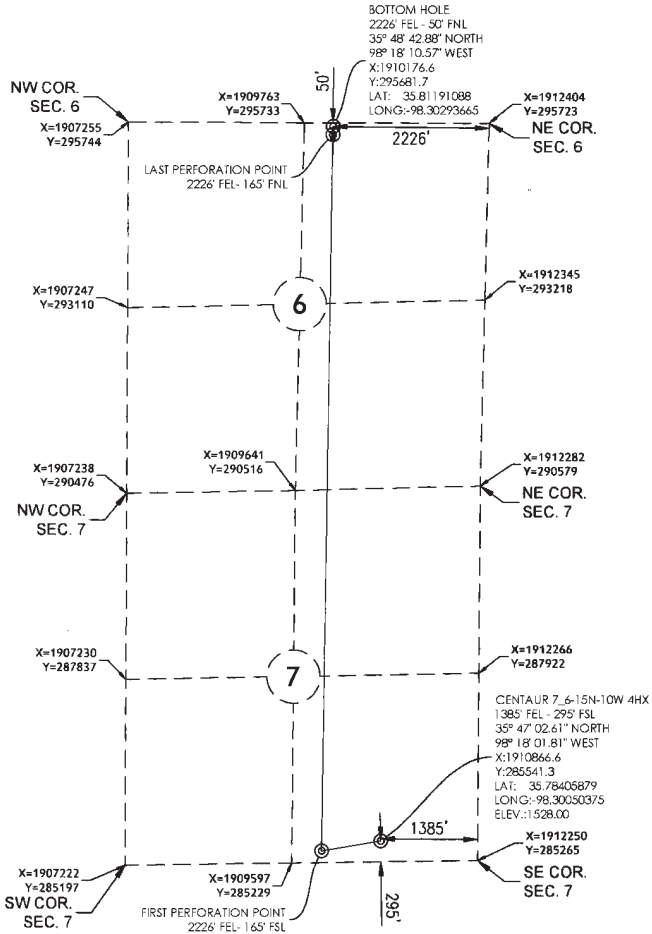 BOTTOM HOLE
2226' FEL - 50' FNL
35° 48' 42.88" NORTH
98° 18' 10.57" WEST
X:1910176.6
Y:295681.7
LAT: 35.81191088
LONG:-98.30293665
50'
NW COR.
SEC. 6
X=1907255
Y=295744
X=1909763
Y=295733
X=1912404
Y=295723
NE COR.
SEC. 6
2226'
LAST PERFORATION POINT
2226' FEL- 165' FNL
X=1907247
Y=293110
6
X=1912345
Y=293218
X=1907238
Y=290476
NW COR.
SEC. 7
X=1909641
Y=290516
X=1912282
Y=290579
NE COR.
SEC. 7
X=1907230
Y=287837
7
X=1912266
Y=287922
CENTAUR 7_6-15N-10W 4HX
1385' FEL - 295' FSL
35° 47' 02.61" NORTH
98° 18' 01.81" WEST
X:1910866.6
Y:285541.3
LAT: 35.78405879
LONG:-98.30050375
ELEV.:1528.00
1385'
X=1912250
Y=285265
SE COR.
SEC. 7
X=1907222
Y=285197
SW COR.
SEC. 7
X=1909597
Y=285229
FIRST PERFORATION POINT
2226' FEL- 165' FSL
295'